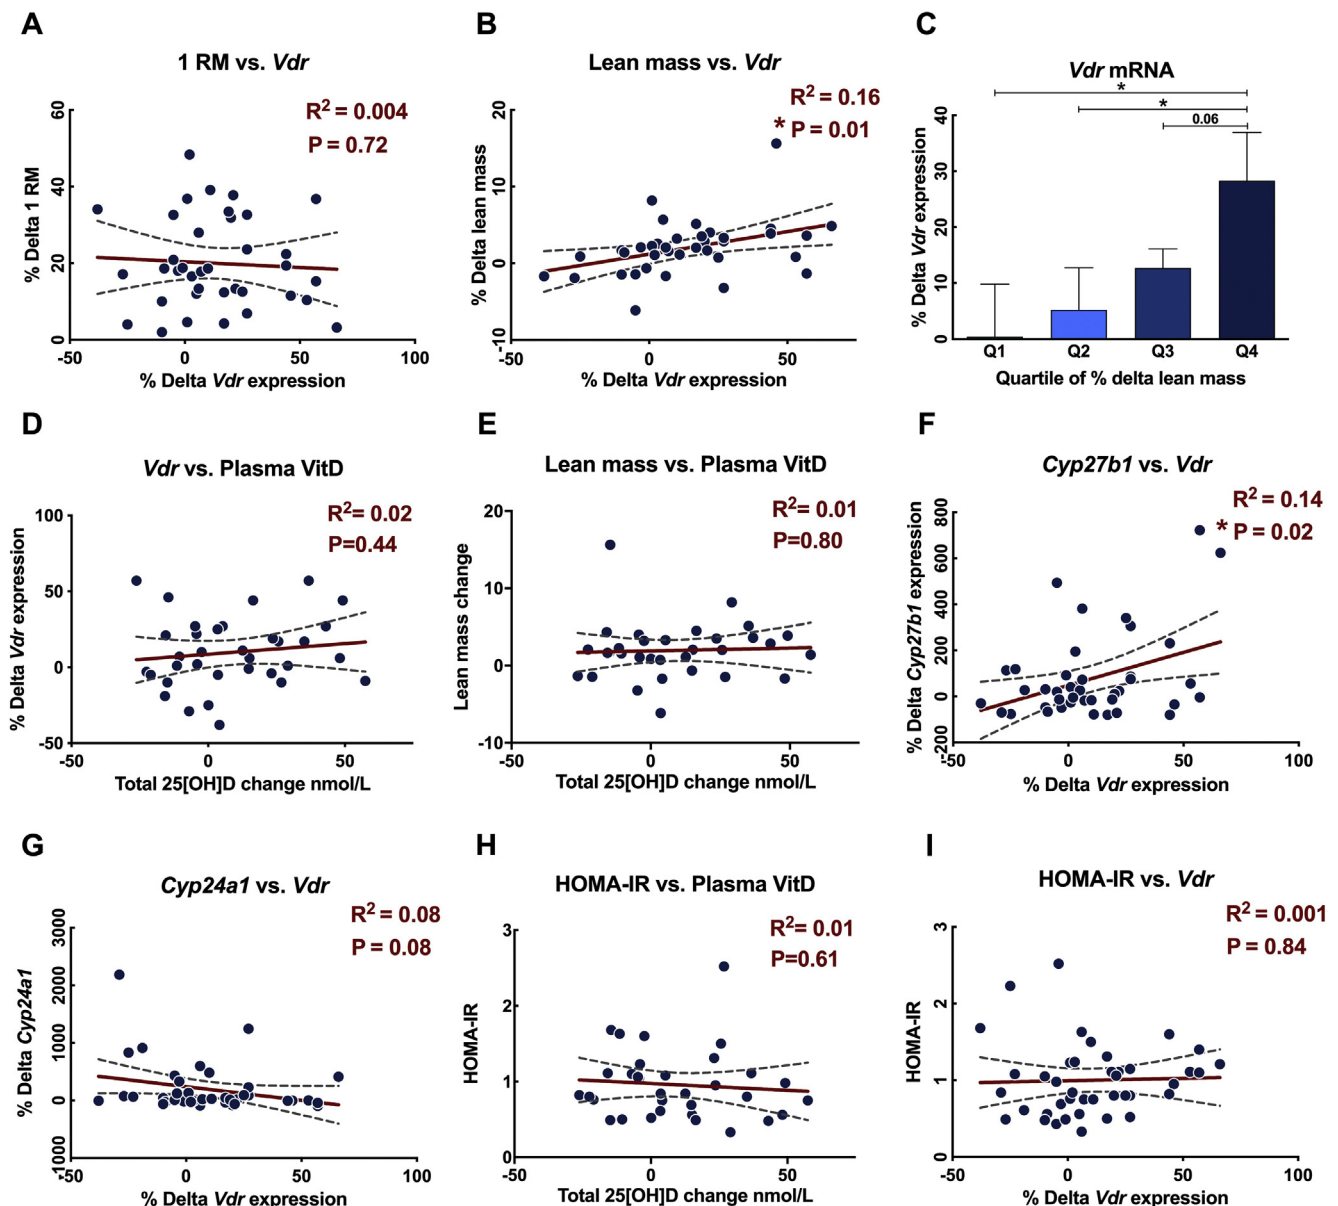 A
1 RM vs. Vdr
R2 = 0.004
P = 0.72
% Delta 1 RM
60
40
20
0
-50
0
50
100
% Delta Vdr expression
B
Lean mass vs. Vdr
R2 = 0.16
* P = 0.01
% Delta lean mass
20
10
0
-10
-50
0
50
% Delta Vdr expression
C
Vdr mRNA
*
*
0.06
% Delta Vdr expression
40
30
20
10
0
Q1
Q2
Q3
Q4
Quartile of % delta lean mass
D
Vdr vs. Plasma VitD
R2= 0.02
P=0.44
% Delta Vdr expression
100
50
0
-50
-50
0
50
Total 25[OH]D change nmol/L
E
Lean mass vs. Plasma VitD
R2= 0.01
P=0.80
Lean mass change
20
10
0
-10
-50
0
50
Total 25[OH]D change nmol/L
F
Cyp27b1 vs. Vdr
R2 = 0.14
* P = 0.02
% Delta Cyp27b1 expression
800
600
400
200
0
-200
-50
0
50
100
% Delta Vdr expression
G
Cyp24a1 vs. Vdr
R2 = 0.08
P = 0.08
% Delta Cyp24a1
3000
2000
1000
0
-1000
-50
0
50
100
% Delta Vdr expression
H
HOMA-IR vs. Plasma VitD
R2= 0.01
P=0.61
HOMA-IR
3
2
1
0
-50
0
50
Total 25[OH]D change nmol/L
I
HOMA-IR vs. Vdr
R2 = 0.001
P = 0.84
HOMA-IR
3
2
1
0
-50
0
50
100
% Delta Vdr expression